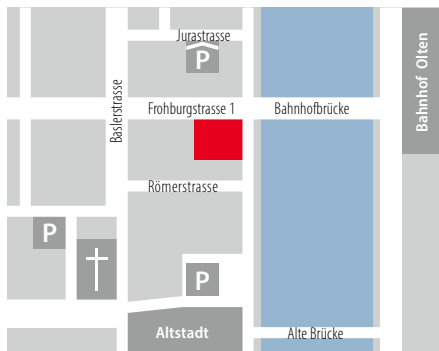 Jurastrasse
P
Bahnhof Olten
Baslerstrasse
Frohburgstrasse 1
Bahnhofbrücke
Römerstrasse
P
P
Altstadt
Alte Brücke